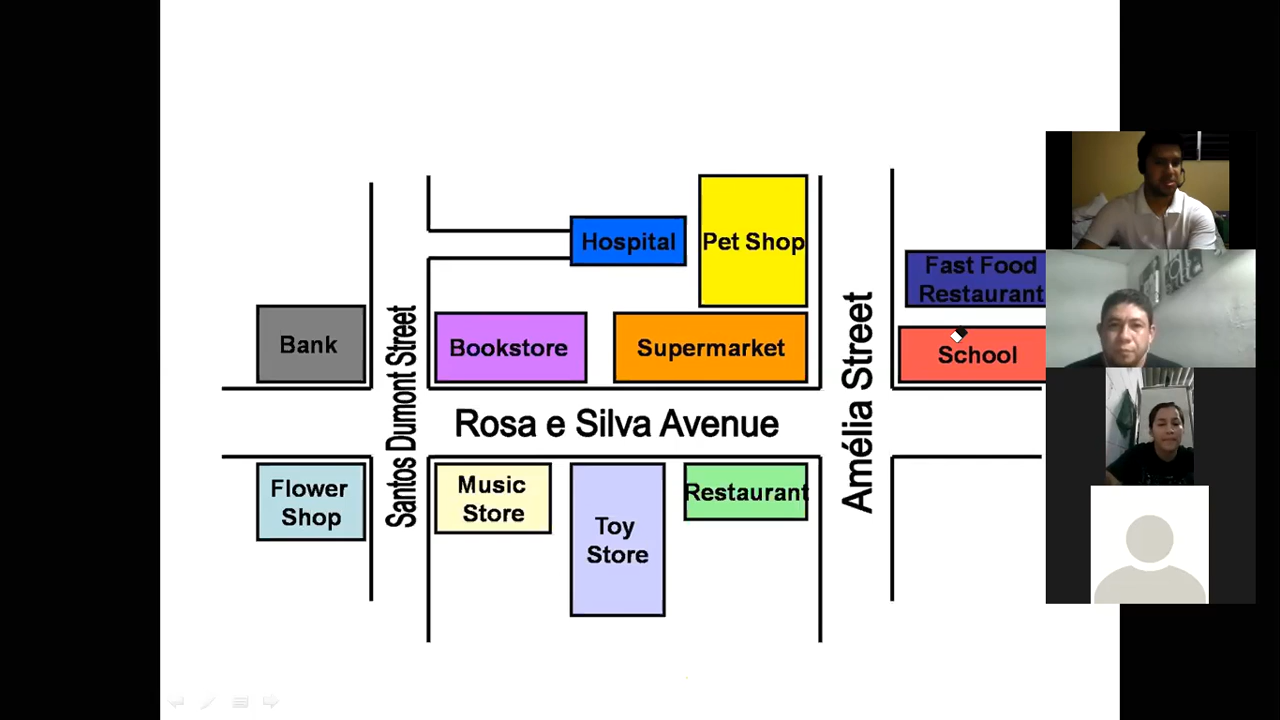 Hospital
Pet Shop
Fast Food
Restaurant
Bank
Santos Dumont Street
Bookstore
Supermarket
Amélia Street
School
Rosa e Silva Avenue
Flower
Shop
Music
Store
Toy
Store
Restaurant